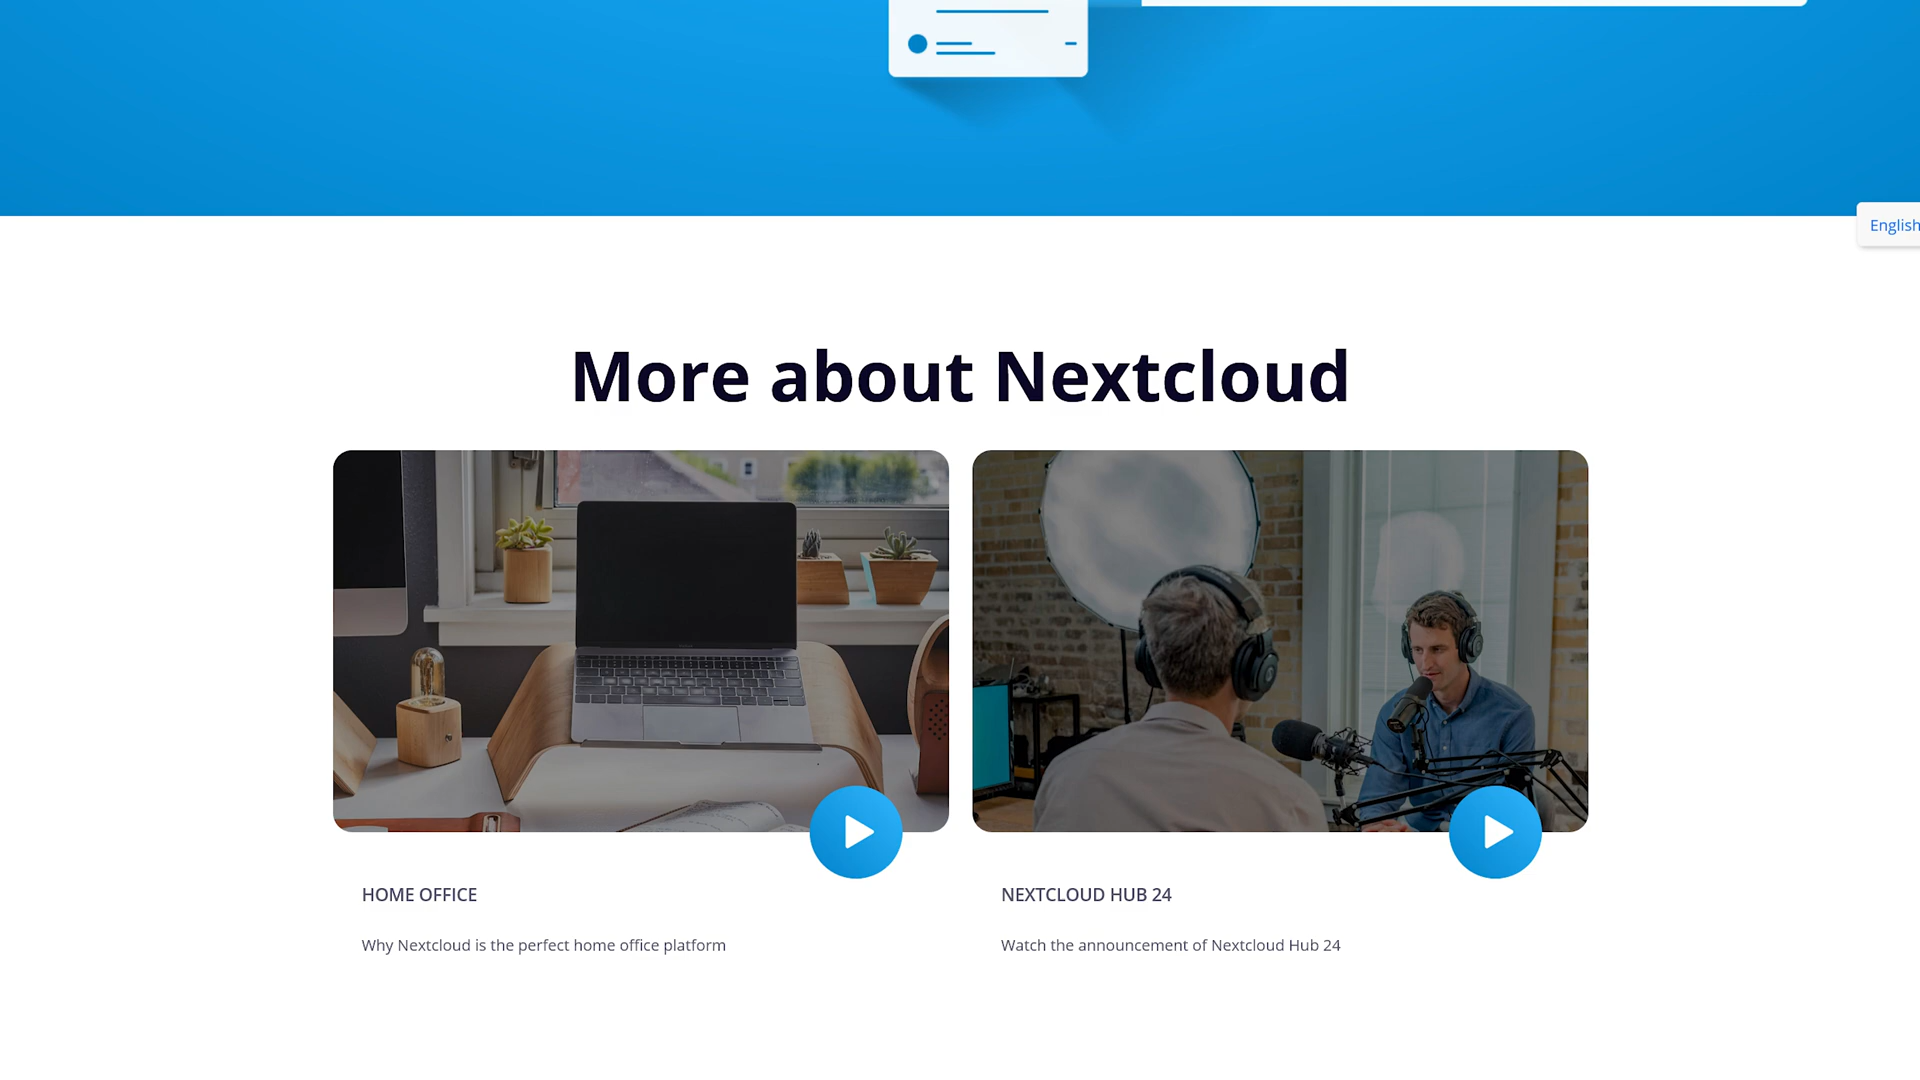 English
More about Nextcloud
HOME OFFICE
Why Nextcloud is the perfect home office platform
NEXTCLOUD HUB 24
Watch the announcement of Nextcloud Hub 24